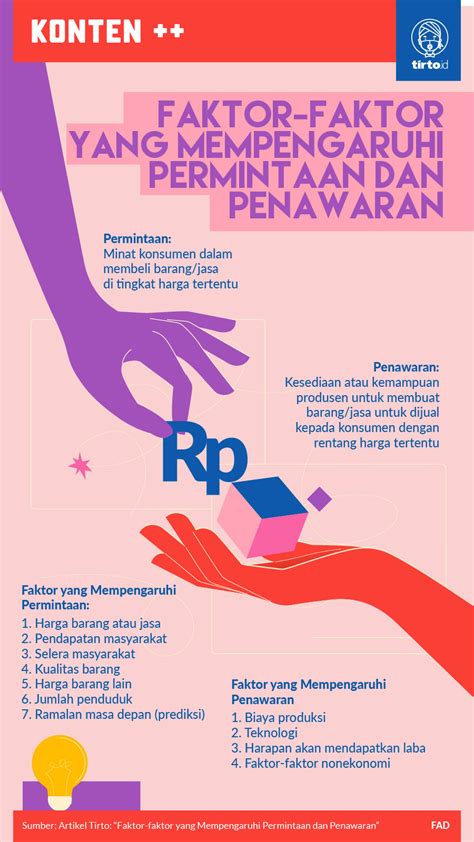 KONTEN ++
tirto.id
FAKTOR-FAKTOR
YANG MEMPENGARUHI
PERMINTAAN DAN
PENAWARAN
Permintaan:
Minat konsumen dalam
membeli barang/jasa
di tingkat harga tertentu
Penawaran:
Kesediaan atau kemampuan
produsen untuk membuat
barang/jasa untuk dijual
kepada konsumen dengan
rentang harga tertentu
Rp
Faktor yang Mempengaruhi
Permintaan:
1. Harga barang atau jasa
2. Pendapatan masyarakat
3. Selera masyarakat
4. Kualitas barang
5. Harga barang lain
6. Jumlah penduduk
7. Ramalan masa depan (prediksi)
Faktor yang Mempengaruhi
Penawaran
1. Biaya produksi
2. Teknologi
3. Harapan akan mendapatkan laba
4. Faktor-faktor nonekonomi
Sumber: Artikel Tirto: "Faktor-faktor yang Mempengaruhi Permintaan dan Penawaran"
FAD